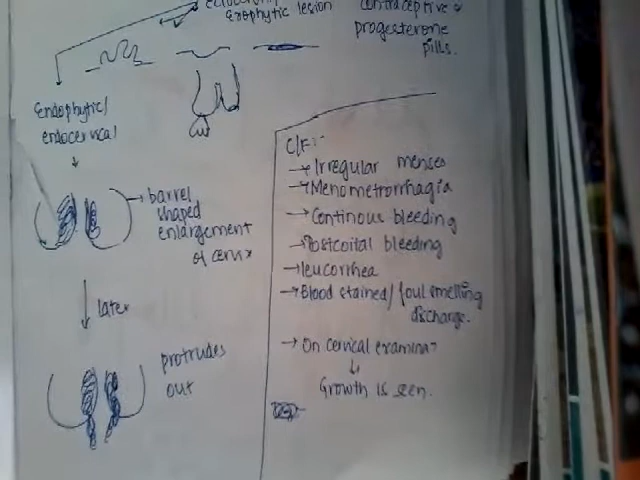 Exophytic lesion
contraceptive
progesterone
pills.
Endophytic/
endocervical
barrel
shaped
enlargement
of cervix
later
protrudes
out
C/F:-
→ Irregular menses
→ Menometrorrhagia
→ Continous bleeding
→ Postcoital bleeding
→ leucorrhea
→ Blood stained/foul smelling
discharge.
→ On cervical examinan
Growth is seen.